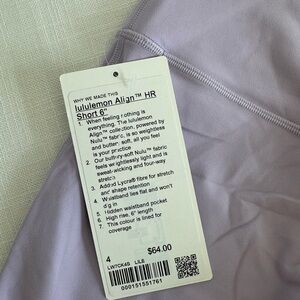 WHY WE MADE THIS
lululemon Align™ HR
Short 6"
1. When feeling nothing is
everything. The lululemon
Align™ collection, powered by
Nulu™ fabric, is so weightless
and buttery soft, all you feel
is your practice
2. Our buttery-soft Nulu™ fabric
feels weightlessly light and is
sweat-wicking and four-way
stretch
3. Added Lycra® fibre for stretch
and shape retention
4. Waistband lies flat and won't
dig in
5. Hidden waistband pocket
6. High rise, 6" length
7. This colour is lined for
coverage
4
$64.00
LW7CK4S LILE
000151551761